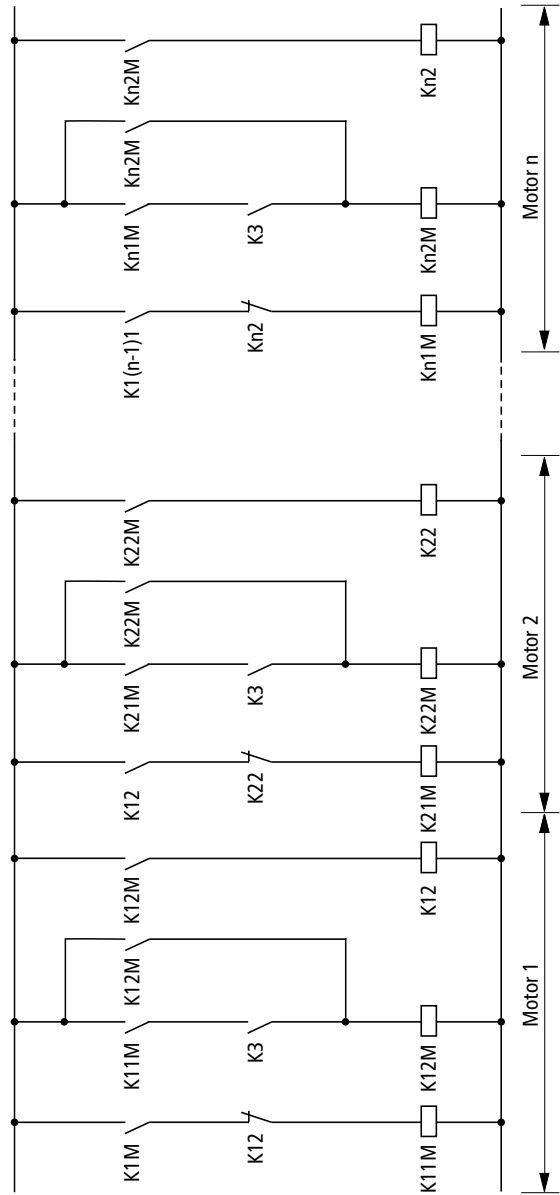 Kn2M
Kn2
Kn2M
Kn1M
K3
Kn2M
K1(n-1)1
Kn2
Kn1M
Motor n
K22M
K22
K22M
K21M
K3
K22M
K12
K22
K21M
Motor 2
K12M
K12
K12M
K11M
K3
K12M
K1M
K12
K11M
Motor 1